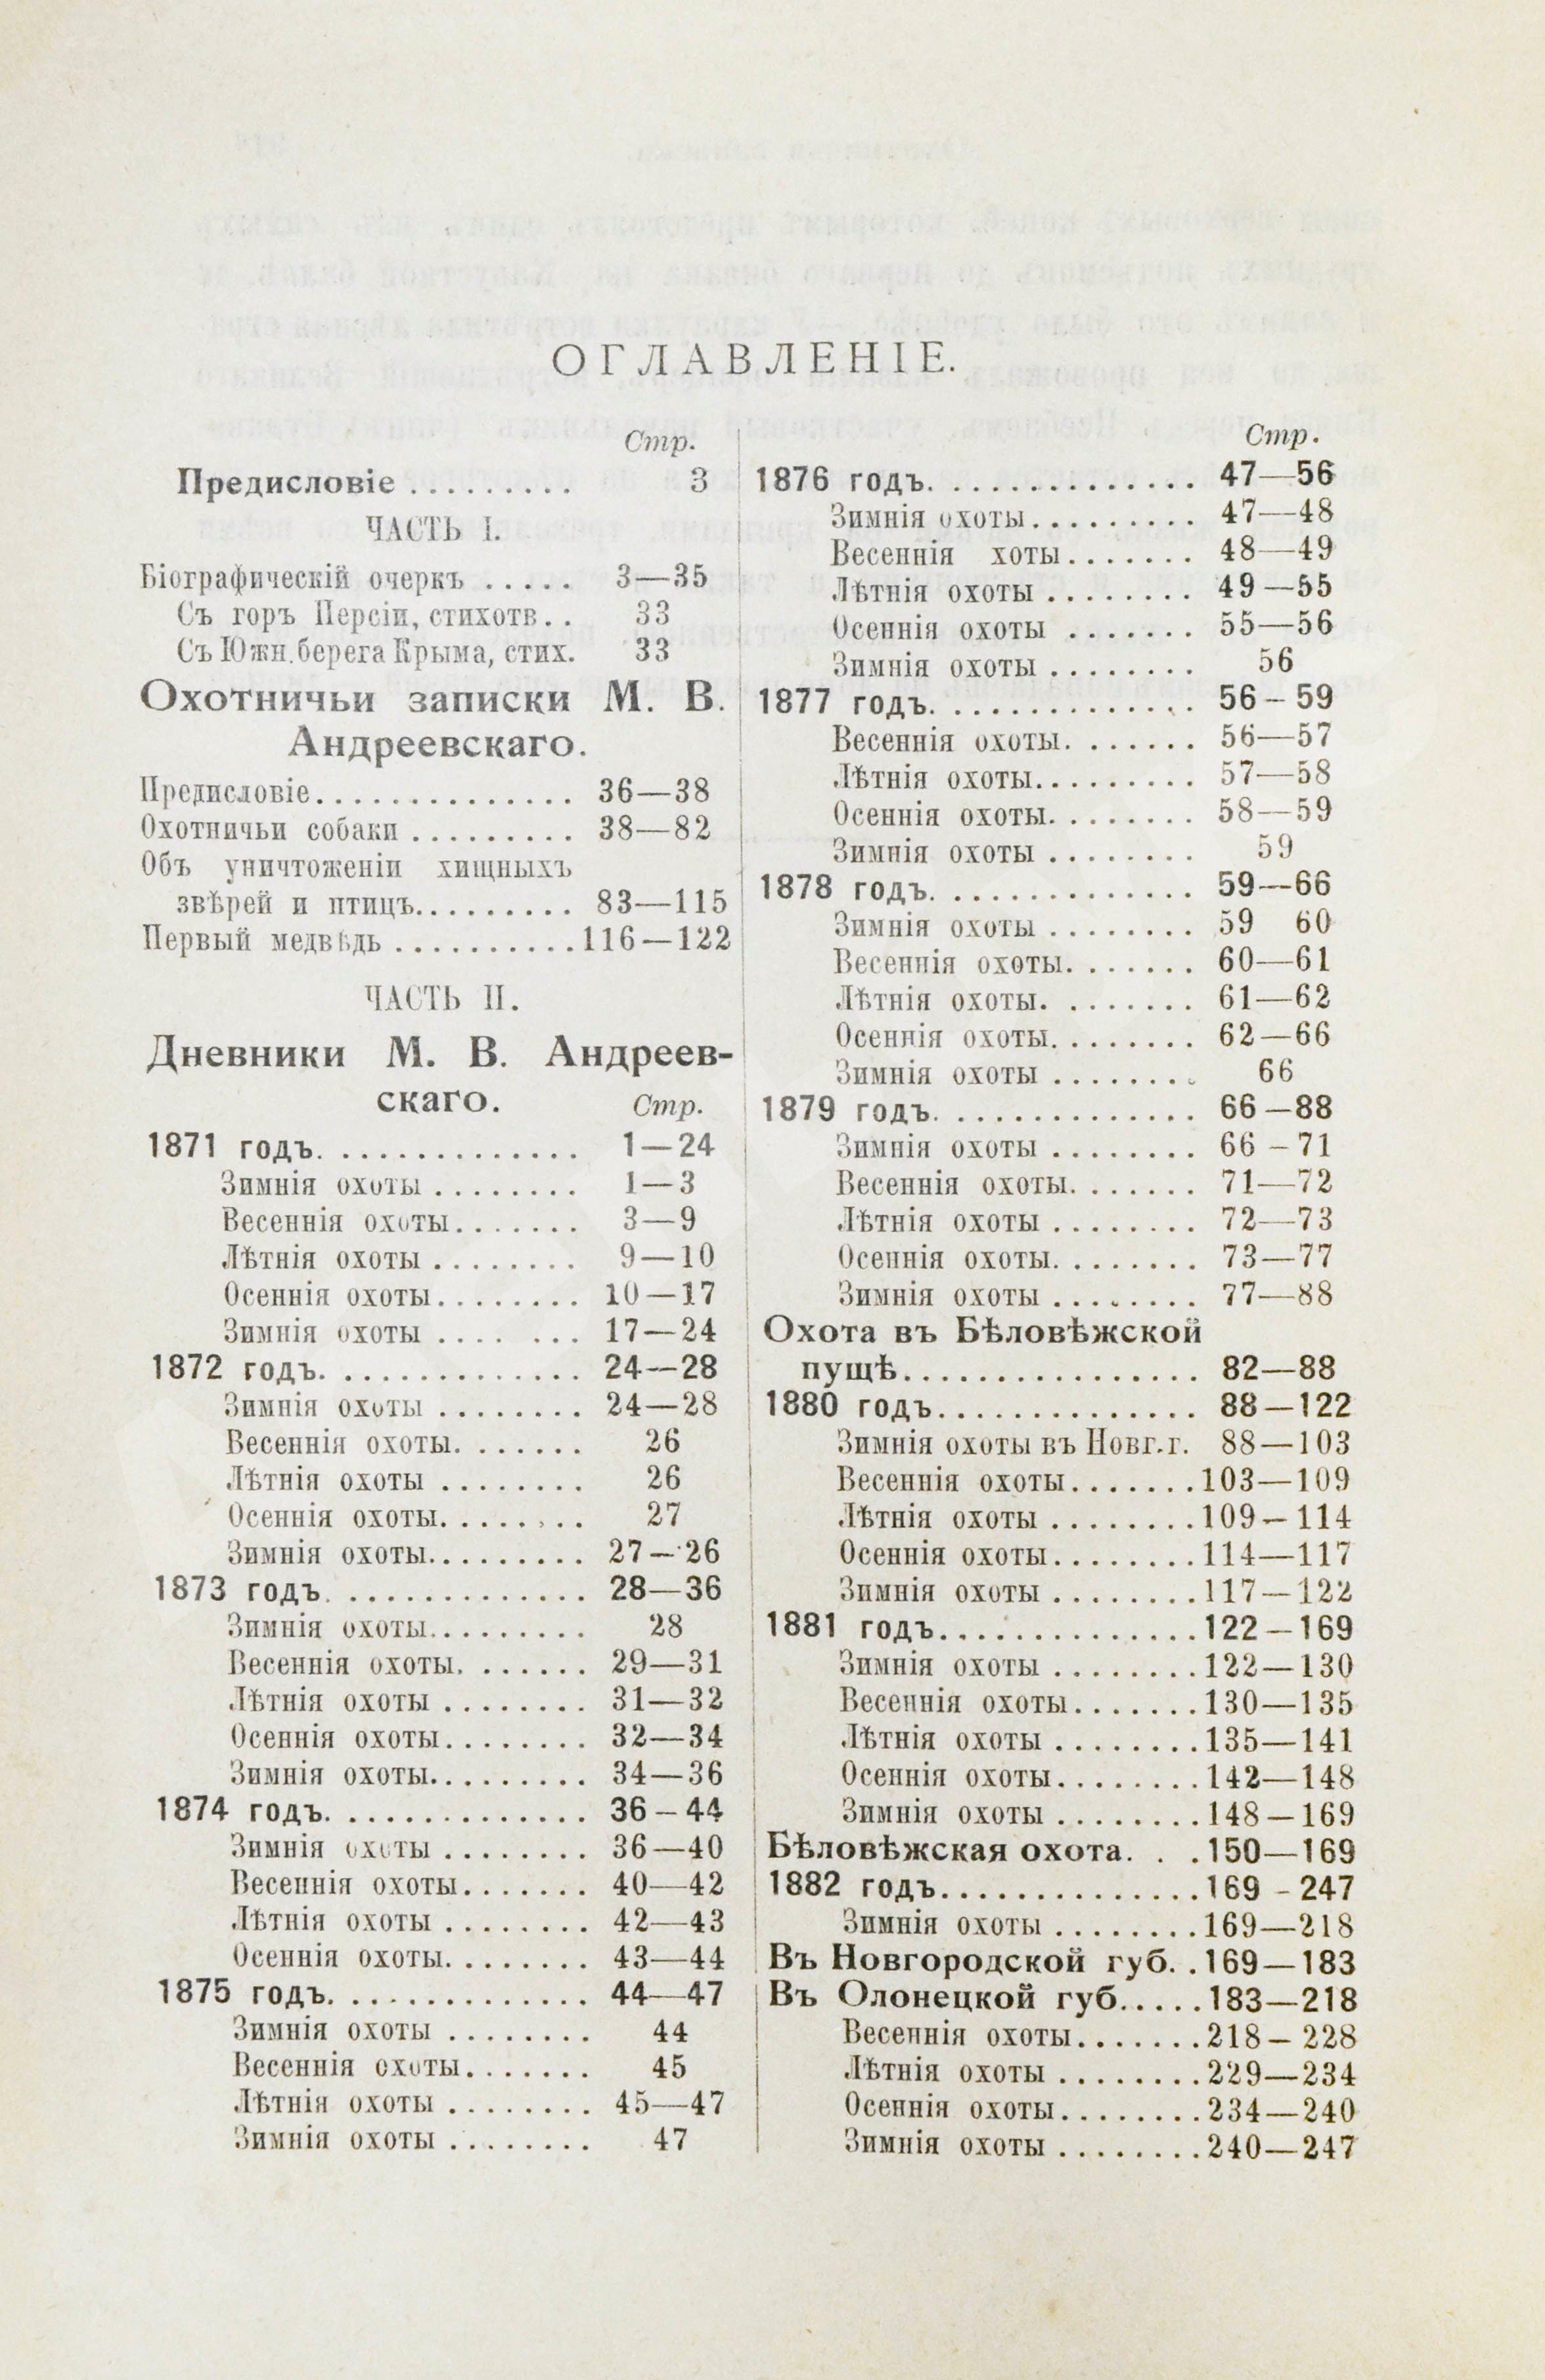 ОГЛАВЛЕНІЕ.
Стр.
Предисловіе ......... 3
ЧАСТЬ I.
Біографическій очеркъ ..... 3—35
Съ горъ Персіи, стихотв.. 33
Съ Южн. берега Крыма, стих. 33
Охотничьи записки М. В.
Андреевскаго.
Предисловіе.............. 36—38
Охотничьи собаки ......... 38—82
Объ уничтоженіи хищныхъ
звѣрей и птицъ......... 83—115
Первый медвѣдь ..........116—122
ЧАСТЬ II.
Дневники М. В. Андреев-
скаго. Стр.
1871 годъ. ............. 1—24
Зимнія охоты ........ 1—3
Весеннія охоты....... 3—9
Лѣтнія охоты ........ 9—10
Осеннія охоты........ 10—17
Зимнія охоты .... ... 17—24
1872 годъ. ............. 24—28
Зимнія охоты ........ 24—28
Весеннія охоты. ...... 26
Лѣтнія охоты ........ 26
Осеннія охоты........ 27
Зимнія охоты......... 27—26
1873 годъ. ............. 28—36
Зимнія охоты......... 28
Весеннія охоты. ...... 29—31
Лѣтнія охоты ........ 31—32
Осеннія охоты........ 32—34
Зимнія охоты......... 34—36
1874 годъ. ............. 36–44
Зимнія охоты ........ 36—40
Весеннія охоты....... 40—42
Лѣтнія охоты ........ 42—43
Осеннія охоты........ 43—44
1875 годъ. ............. 44—47
Зимнія охоты ........ 44
Весеннія охоты....... 45
Лѣтнія охоты ........ 45—47
Зимнія охоты ........ 47
Стр.
1876 годъ. ............. 47—56
Зимнія охоты......... 47—48
Весеннія хоты....... 48—49
Лѣтнія охоты ........ 49—55
Осеннія охоты ....... 55—56
Зимнія охоты ........ 56
1877 годъ. ............. 56–59
Весеннія охоты. ...... 56—57
Лѣтнія охоты......... 57—58
Осеннія охоты. ....... 58—59
Зимнія охоты ........ 59
1878 годъ. ............. 59—66
Зимнія охоты ........ 59 60
Весеннія охоты. ...... 60—61
Лѣтнія охоты. ....... 61—62
Осеннія охоты. ....... 62—66
Зимнія охоты ........ 66
1879 годъ. ............. 66—88
Зимнія охоты ........ 66–71
Весеннія охоты. ...... 71—72
Лѣтнія охоты ........ 72—73
Осеннія охоты. ....... 73—77
Зимнія охоты ........ 77—88
Охота въ Бѣловѣжской
пущѣ................ 82—88
1880 годъ.............. 88—122
Зимнія охоты въ Новг. г. 88—103
Весеннія охоты.......103—109
Лѣтнія охоты ........109–114
Осеннія охоты........114—117
Зимнія охоты ........117—122
1881 годъ..............122—169
Зимнія охоты ........122—130
Весеннія охоты.......130—135
Лѣтнія охоты ........135—141
Осеннія охоты........142—148
Зимнія охоты ........148—169
Бѣловѣжская охота. . .150—169
1882 годъ..............169–247
Зимнія охоты ........169—218
Въ Новгородской губ. .169—183
Въ Олонецкой губ.....183—218
Весеннія охоты.......218–228
Лѣтнія охоты ........229—234
Осеннія охоты........234—240
Зимнія охоты ........240—247